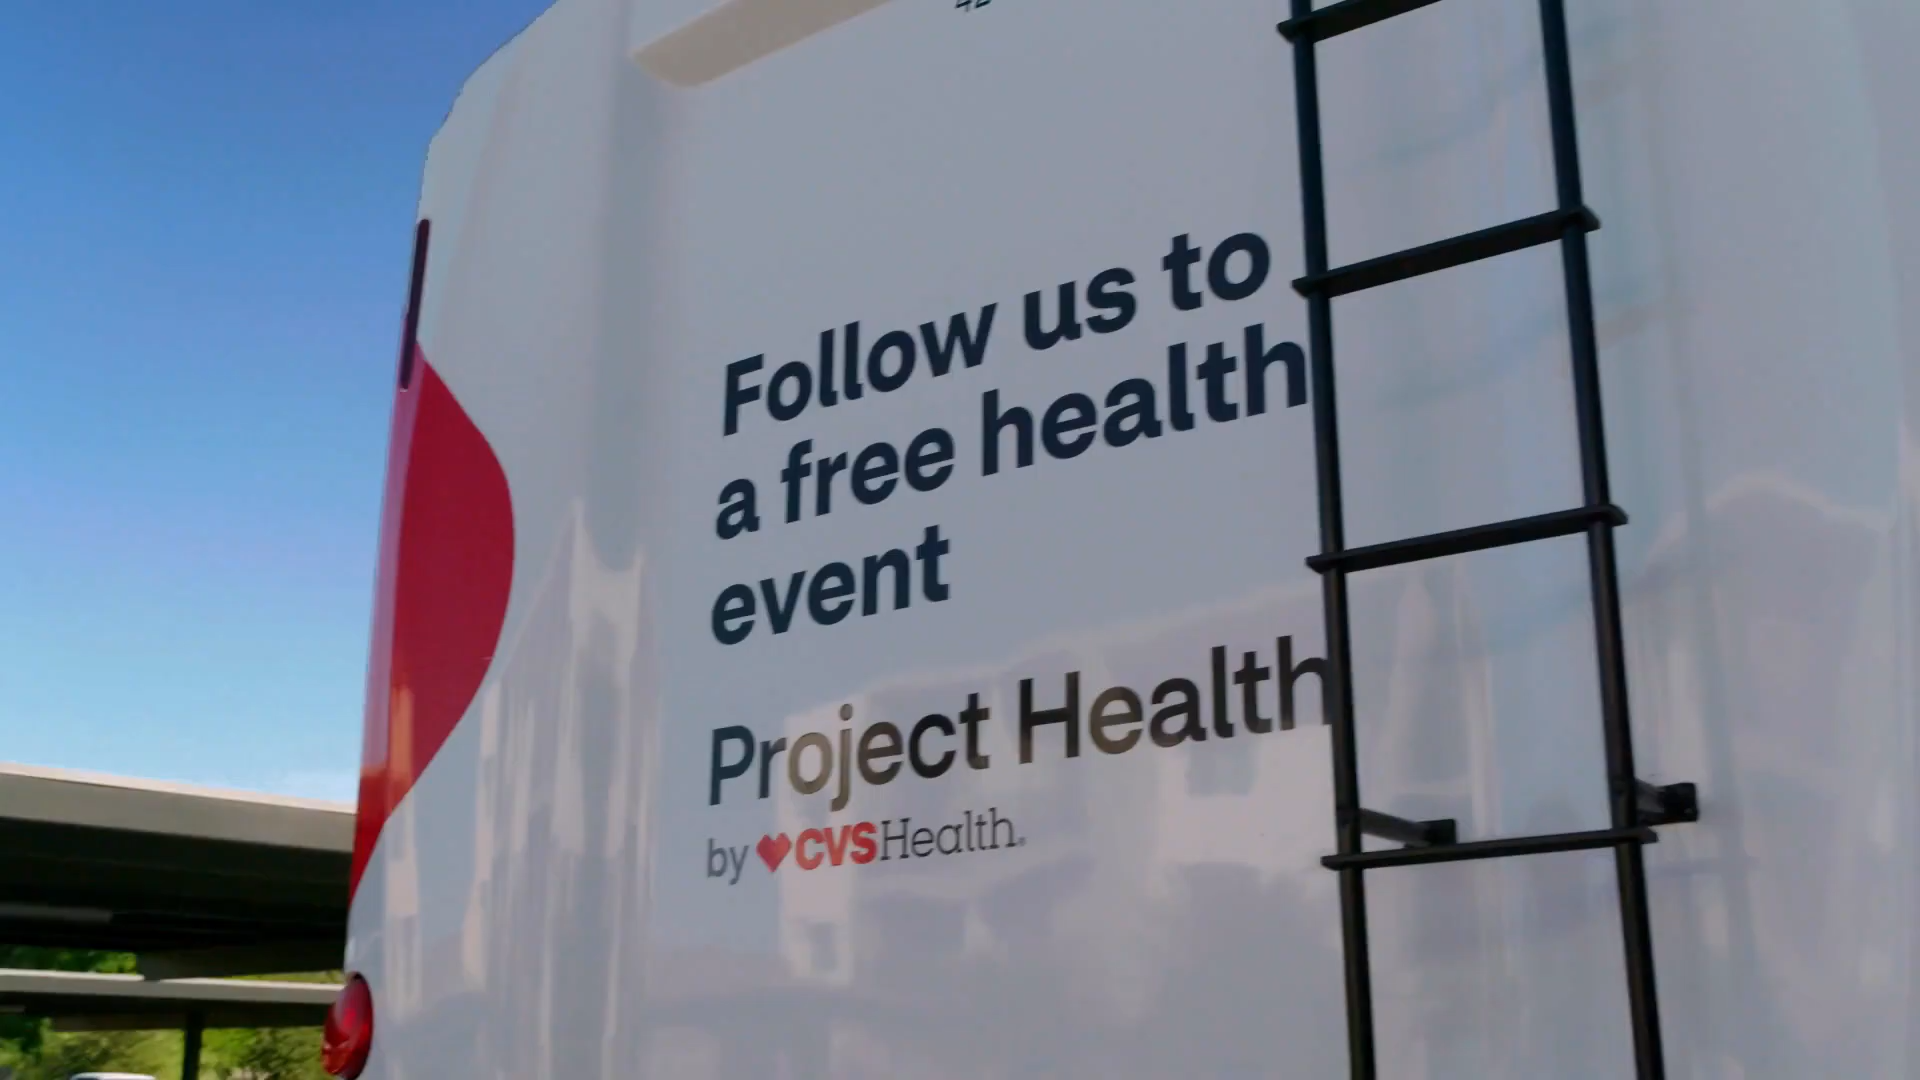 Follow us to
a free health
event
Project Health
by CVSHealth.